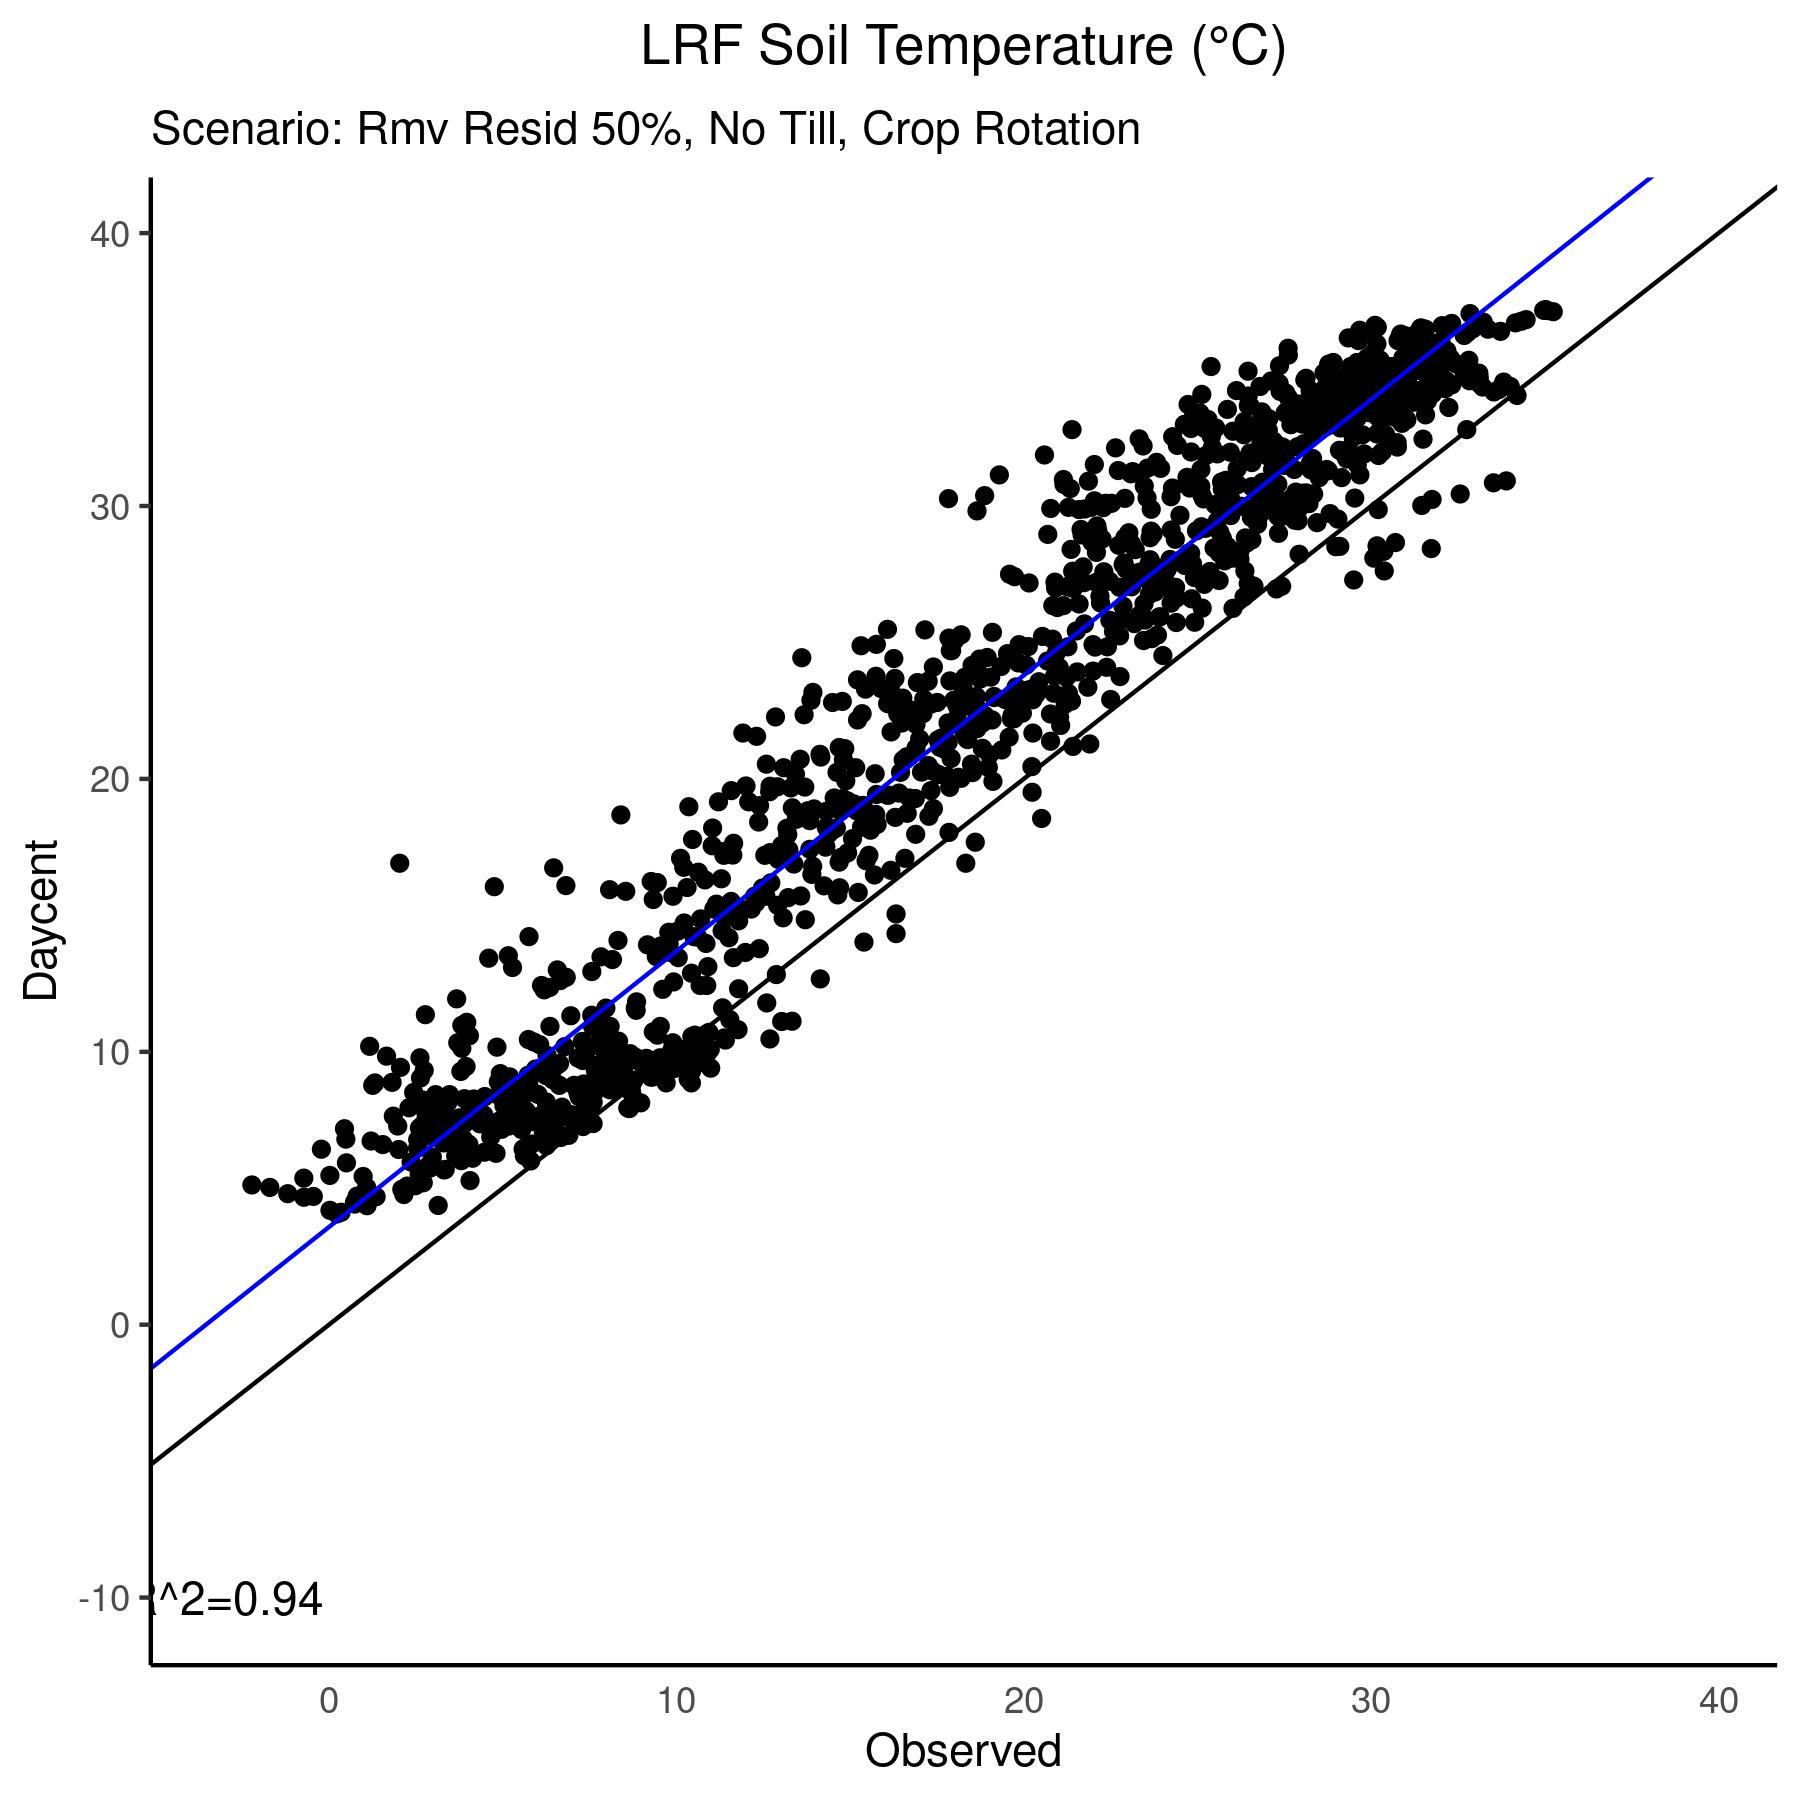 LRF Soil Temperature (°C)
Scenario: Rmv Resid 50%, No Till, Crop Rotation
40
30
20
10
0
-10
^2=0.94
Daycent
0 10 20 30 40
Observed